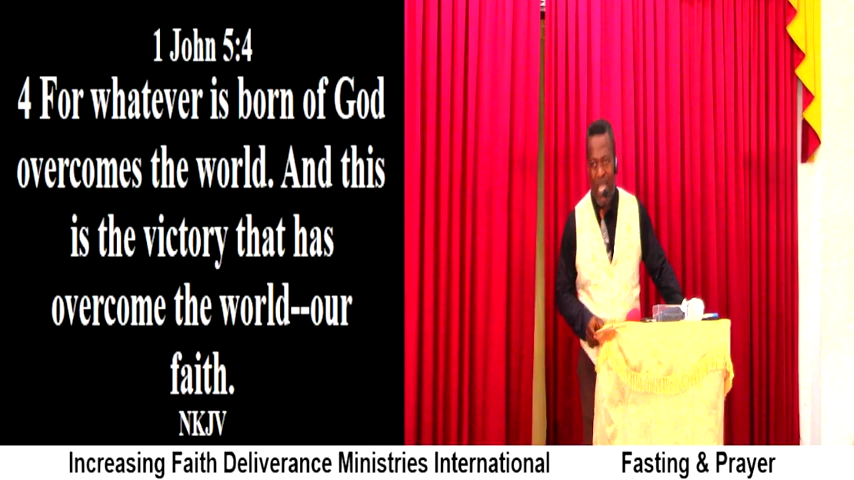 1 John 5:4
4 For whatever is born of God
overcomes the world. And this
is the victory that has
overcome the world--our
faith.
NKJV
Increasing Faith Deliverance Ministries International
Fasting & Prayer